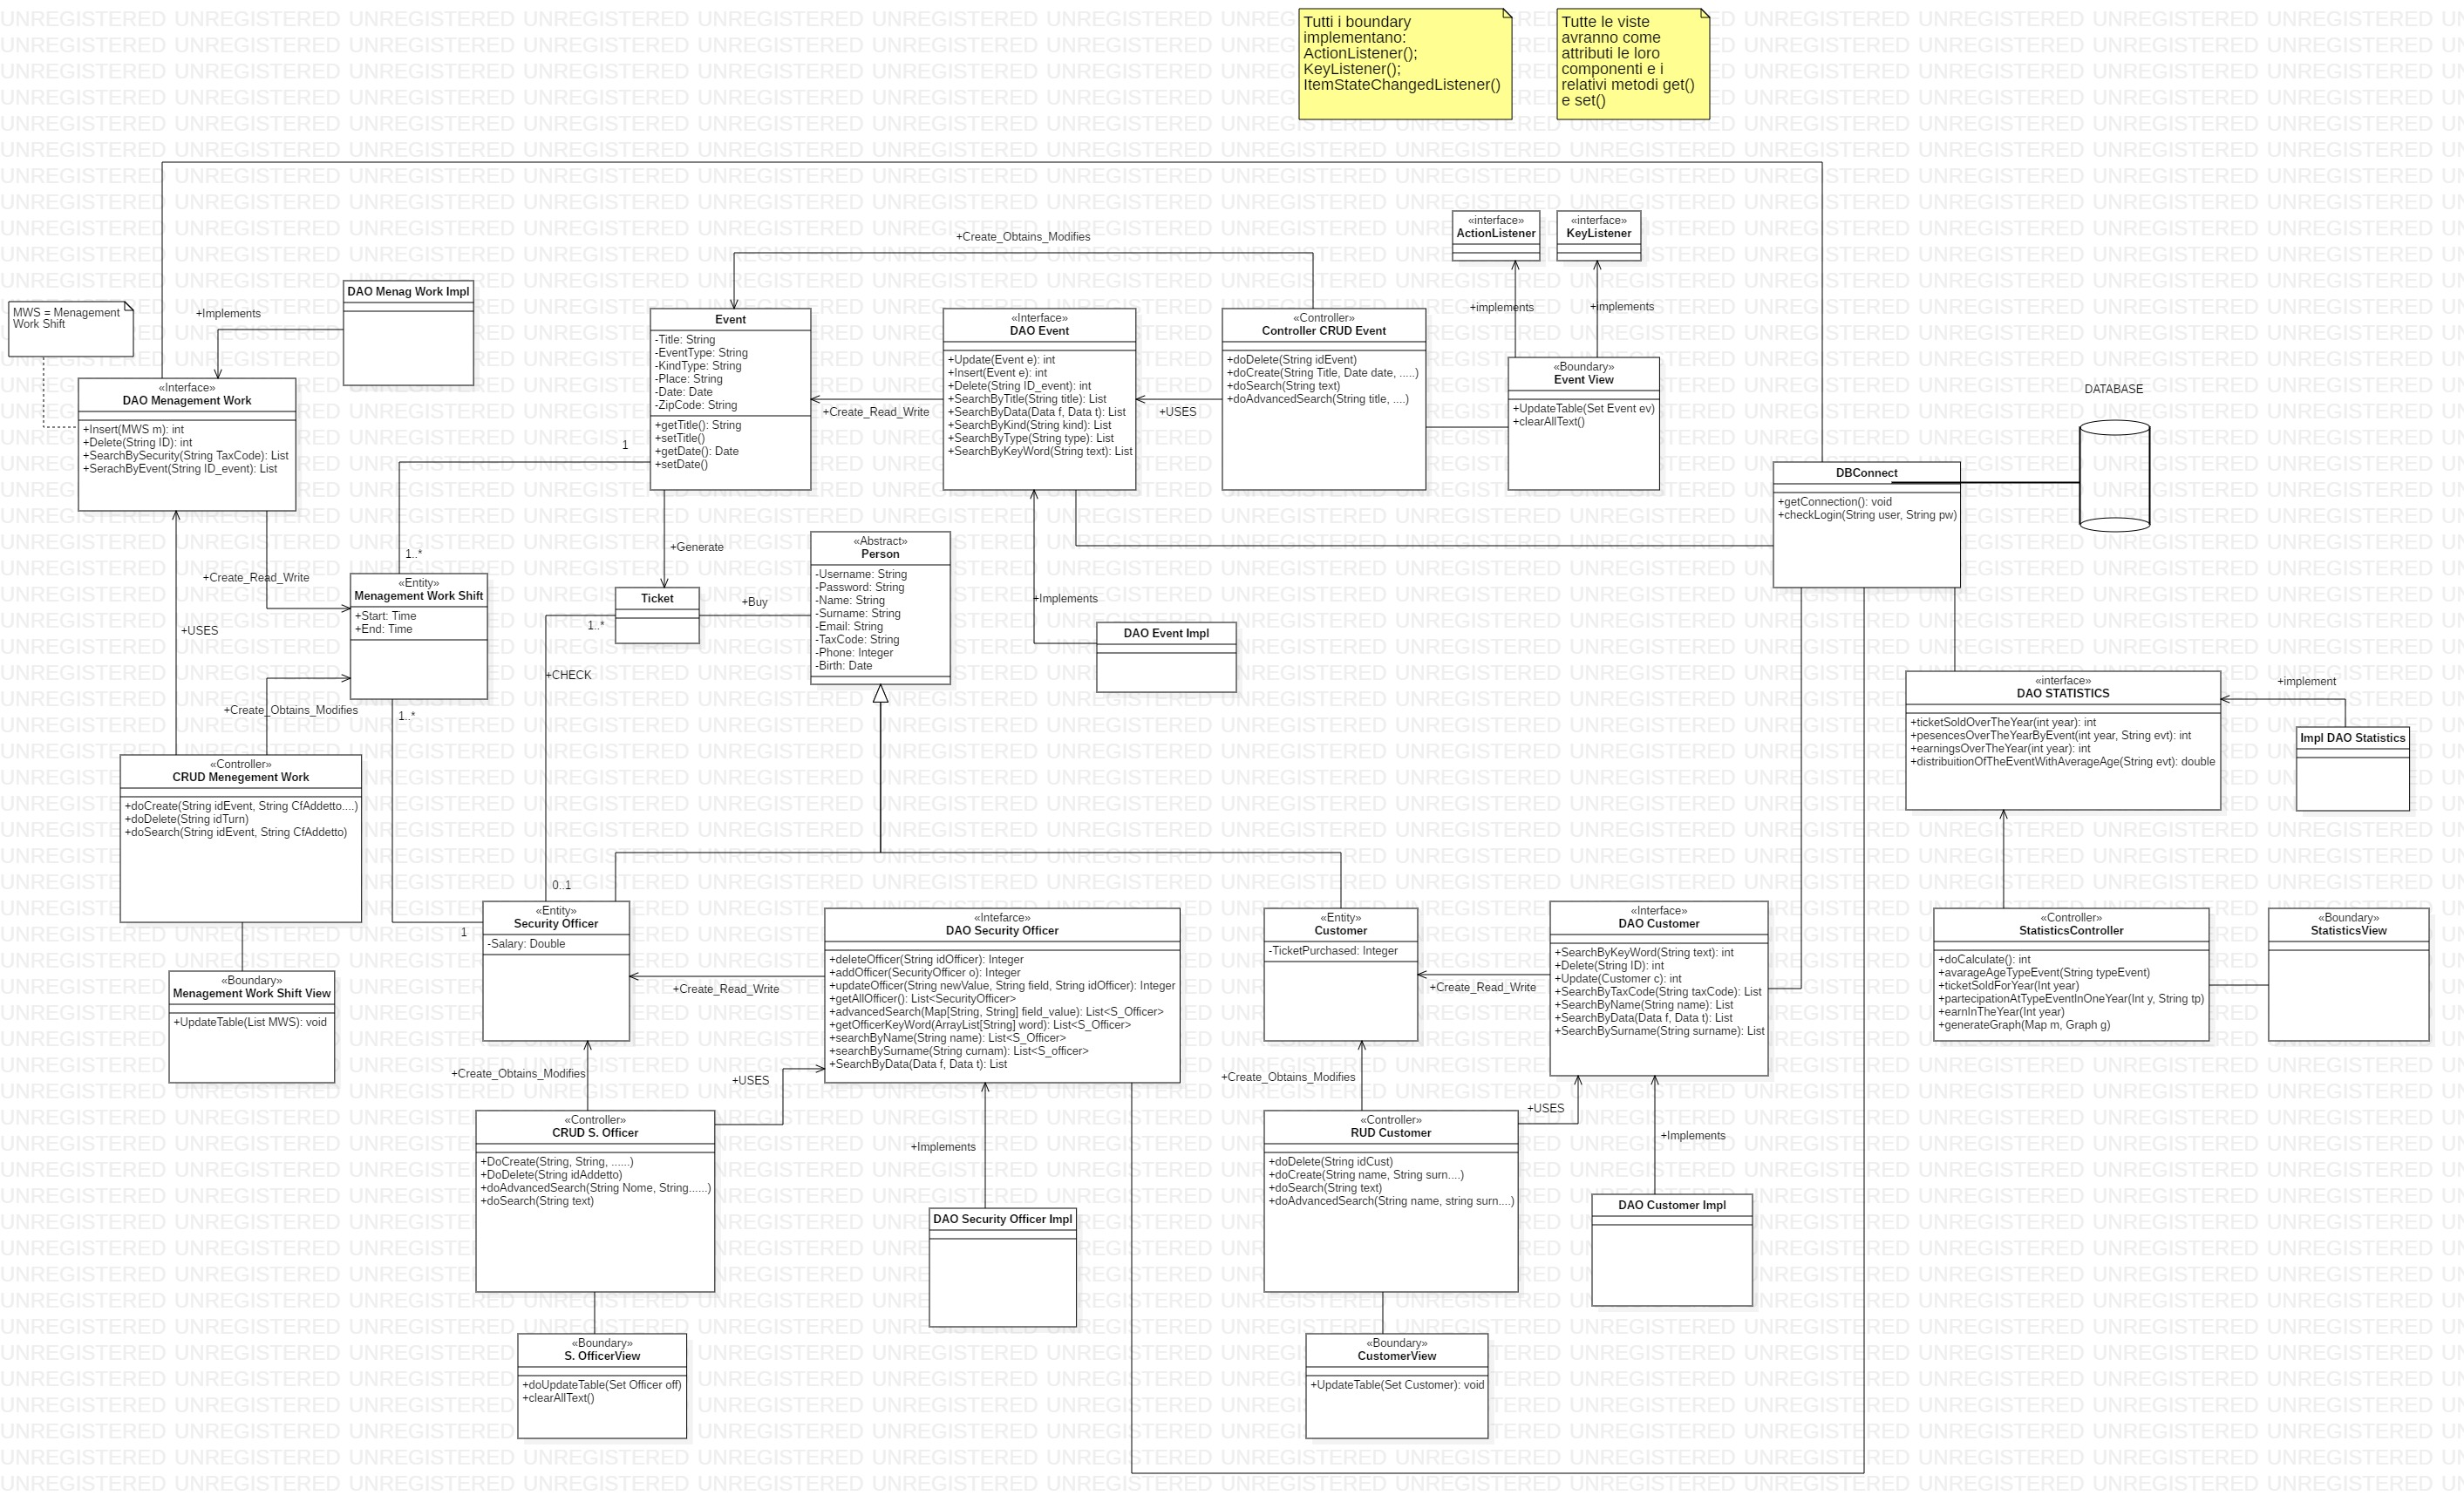 Tutti i boundary
implementano:
ActionListener();
KeyListener();
ItemStateChangedListener()
Tutte le viste
avranno come
attributi le loro
componenti e i
relativi metodi get()
e set()
+Create_Obtains_Modifies
«interface»
ActionListener
«interface»
KeyListener
+implements
+implements
MWS = Menagement
Work Shift
+Implements
DAO Menag Work Impl
«Interface»
DAO Menagement Work
+Insert(MWS m): int
+Delete(String ID): int
+SearchBySecurity(String TaxCode): List
+SerachByEvent(String ID_event): List
Event
-Title: String
-EventType: String
-KindType: String
-Place: String
-Date: Date
-ZipCode: String
+getTitle(): String
+setTitle()
+getDate(): Date
+setDate()
1
+Create_Read_Write
«Interface»
DAO Event
+Update(Event e): int
+Insert(Event e): int
+Delete(String ID_event): int
+SearchByTitle(String title): List
+SearchByData(Data f, Data t): List
+SearchByKind(String kind): List
+SearchByType(String type): List
+SearchByKeyWord(String text): List
+USES
«Controller»
Controller CRUD Event
+doDelete(String idEvent)
+doCreate(String Title, Date date, .....)
+doSearch(String text)
+doAdvancedSearch(String title, ....)
«Boundary»
Event View
+UpdateTable(Set Event ev)
+clearAllText()
DATABASE
DBConnect
+getConnection(): void
+checkLogin(String user, String pw)
1..*
+Create_Read_Write
+USES
«Entity»
Menagement Work Shift
+Start: Time
+End: Time
+Create_Obtains_Modifies
1..*
+Generate
Ticket
1..*
+Buy
+CHECK
«Abstract»
Person
-Username: String
-Password: String
-Name: String
-Surname: String
-Email: String
-TaxCode: String
-Phone: Integer
-Birth: Date
+Implements
DAO Event Impl
«interface»
DAO STATISTICS
+ticketSoldOverTheYear(int year): int
+pesencesOverTheYearByEvent(int year, String evt): int
+earningsOverTheYear(int year): int
+distribuitionOfTheEventWithAverageAge(String evt): double
+implement
Impl DAO Statistics
«Controller»
CRUD Menegement Work
+doCreate(String idEvent, String CfAddetto....)
+doDelete(String idTurn)
+doSearch(String idEvent, String CfAddetto)
«Boundary»
Menagement Work Shift View
+UpdateTable(List MWS): void
0..1
1
«Entity»
Security Officer
-Salary: Double
+Create_Read_Write
«Intefarce»
DAO Security Officer
+deleteOfficer(String idOfficer): Integer
+addOfficer(SecurityOfficer o): Integer
+updateOfficer(String newValue, String field, String idOfficer): Integer
+getAllOfficer(): List<SecurityOfficer>
+advancedSearch(Map[String, String] field_value): List<S_Officer>
+getOfficerKeyWord(ArrayList[String] word): List<S_Officer>
+searchByName(String name): List<S_Officer>
+searchBySurname(String curnam): List<S_officer>
+SearchByData(Data f, Data t): List
«Entity»
Customer
-TicketPurchased: Integer
+Create_Read_Write
«Interface»
DAO Customer
+SearchByKeyWord(String text): int
+Delete(String ID): int
+Update(Customer c): int
+SearchByTaxCode(String taxCode): List
+SearchByName(String name): List
+SearchByData(Data f, Data t): List
+SearchBySurname(String surname): List
«Controller»
StatisticsController
+doCalculate(): int
+avarageAgeTypeEvent(String typeEvent)
+ticketSoldForYear(Int year)
+partecipationAtTypeEventInOneYear(Int y, String tp)
+earnInTheYear(Int year)
+generateGraph(Map m, Graph g)
«Boundary»
StatisticsView
+Create_Obtains_Modifies
+USES
«Controller»
CRUD S. Officer
+DoCreate(String, String, ......)
+DoDelete(String idAddetto)
+doAdvancedSearch(String Nome, String......)
+doSearch(String text)
+Implements
DAO Security Officer Impl
«Boundary»
S. OfficerView
+doUpdateTable(Set Officer off)
+clearAllText()
+Create_Obtains_Modifies
+USES
«Controller»
RUD Customer
+doDelete(String idCust)
+doCreate(String name, String surn....)
+doSearch(String text)
+doAdvancedSearch(String name, string surn....)
+Implements
DAO Customer Impl
«Boundary»
CustomerView
+UpdateTable(Set Customer): void
UNREGISTERED